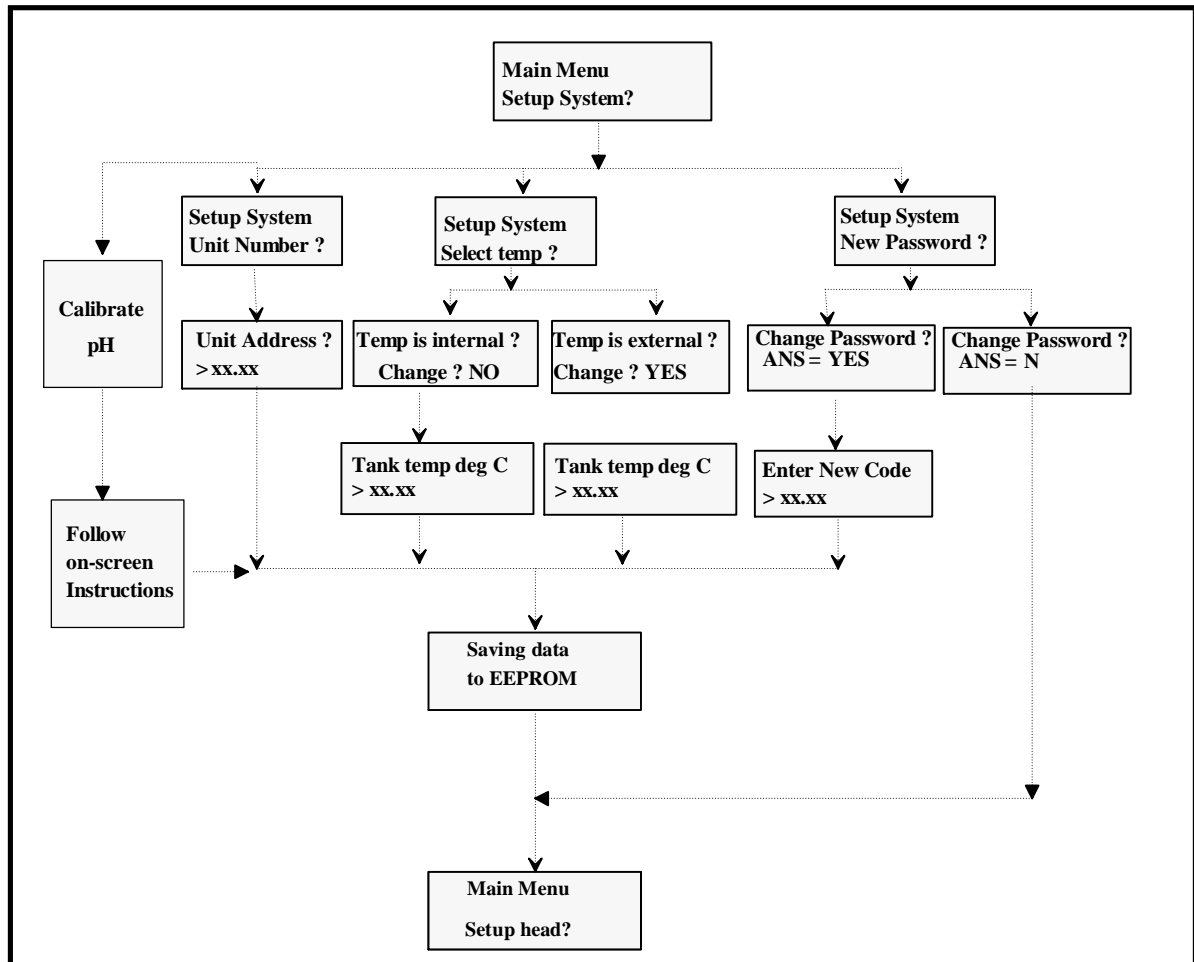 Main Menu
Setup System?
Setup System
Unit Number ?
Setup System
Select temp ?
Setup System
New Password ?
Calibrate
pH
Unit Address ?
> xx.xx
Temp is internal ?
Change ? NO
Temp is external ?
Change ? YES
Change Password ?
ANS = YES
Change Password ?
ANS = N
Tank temp deg C
> xx.xx
Tank temp deg C
> xx.xx
Enter New Code
> xx.xx
Follow
on-screen
Instructions
Saving data
to EEPROM
Main Menu
Setup head?